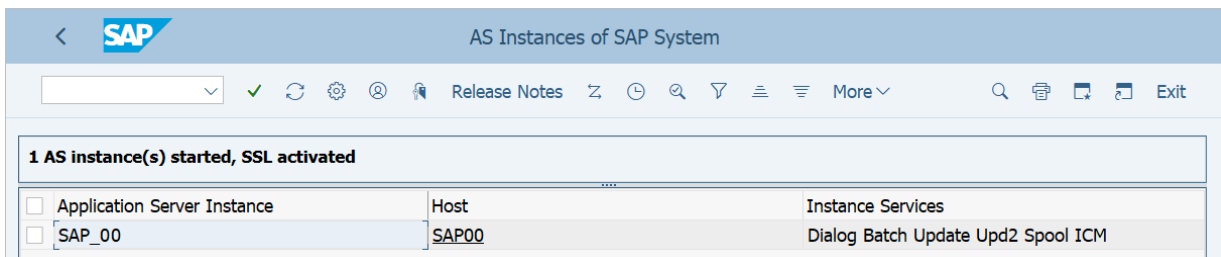 SAP AS Instances of SAP System
Release Notes More Exit
1 AS instance(s) started, SSL activated
Application Server Instance Host Instance Services
SAP_00 SAP00 Dialog Batch Update Upd2 Spool ICM